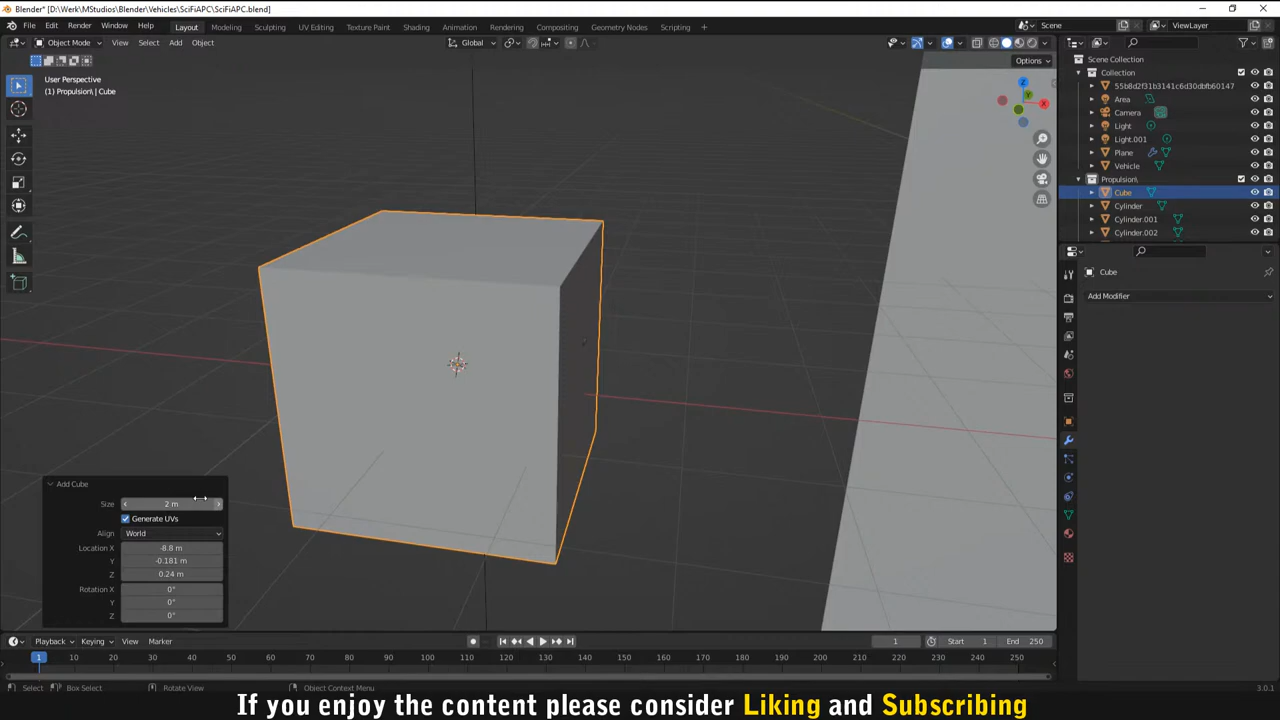 Blender* [D:\Werk\MStudios\Blender\Vehicles\SciFiAPC\SciFiAPC.blend]
File Edit Render Window Help Layout Modeling Sculpting UV Editing Texture Paint Shading Animation Rendering Compositing Geometry Nodes Scripting Scene ViewLayer
Object Mode View Select Add Object Global
Options
User Perspective
(1) Propulsion\ | Cube
Z
Y
X
Scene Collection
Collection
55b8d2f31b3141c6d30dbfb60147
Area
Camera
Light
Light.001
Plane
Vehicle
Propulsion\
Cube
Cylinder
Cylinder.001
Cylinder.002
Cube
Add Modifier
Add Cube
Size 2 m
Generate UVs
Align World
Location X -8.8 m
Y -0.181 m
Z 0.24 m
Rotation X 0°
Y 0°
Z 0°
Playback Keying View Marker 1 Start 1 End 250
1 10 20 30 40 50 60 70 80 90 100 110 120 130 140 150 160 170 180 190 200 210 220 230 240 250
Select Box Select Rotate View Object Context Menu 3.0.1
If you enjoy the content please consider Liking and Subscribing